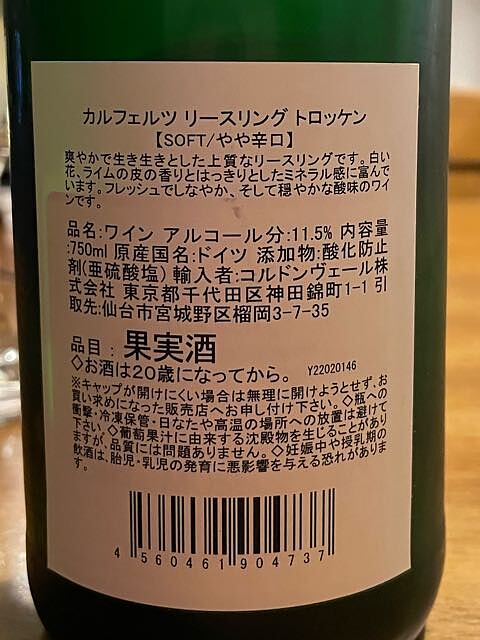 カルフェルツ リースリング トロッケン
【SOFT/やや辛口】
爽やかで生き生きとした上質なリースリングです。白い
花、ライムの皮の香りとはっきりとしたミネラル感に富んで
います。フレッシュでしなやか、そして穏やかな酸味のワイ
ンです。
品名:ワイン アルコール分:11.5% 内容量
:750ml 原産国名:ドイツ 添加物:酸化防止
剤(亜硫酸塩) 輸入者:コルドンヴェール株
式会社 東京都千代田区神田錦町1-1 引
取先:仙台市宮城野区榴岡3-7-35
品目：果実酒
◇お酒は20歳になってから。 Y22020146
※キャップが開けにくい場合は無理に開けようとせず、お
買い求めになった販売店へお申し付け下さい。◇瓶への
衝撃・冷凍保管・日なたや高温の場所への放置は避けて
下さい。◇葡萄果汁に由来する沈殿物を生じることがあり
ますが、品質には問題ありません。◇妊娠中や授乳期の
飲酒は、胎児・乳児の発育に悪影響を与える恐れがありま
す。
4 560461 904737